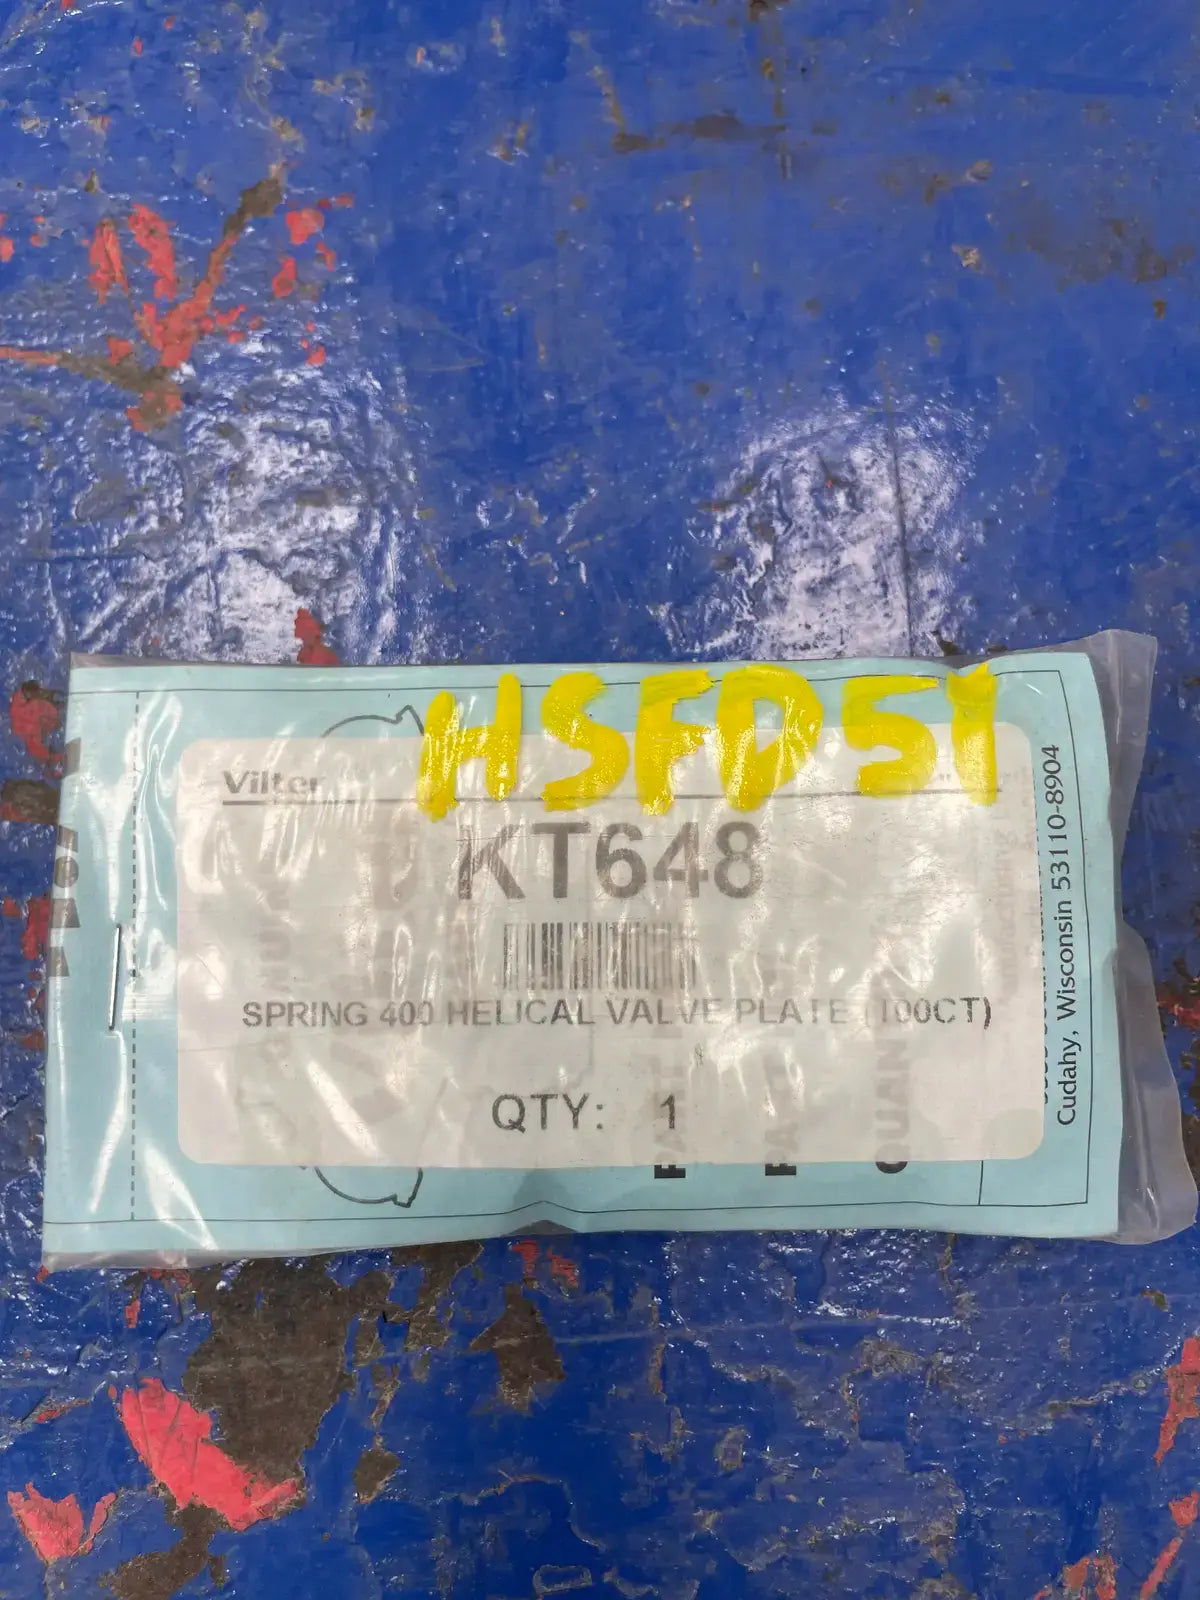 HSFD51
Vilter
KT648
SPRING 400 HELICAL VALVE PLATE (100CT)
QTY: 1
Cudahy, Wisconsin 53110-8904